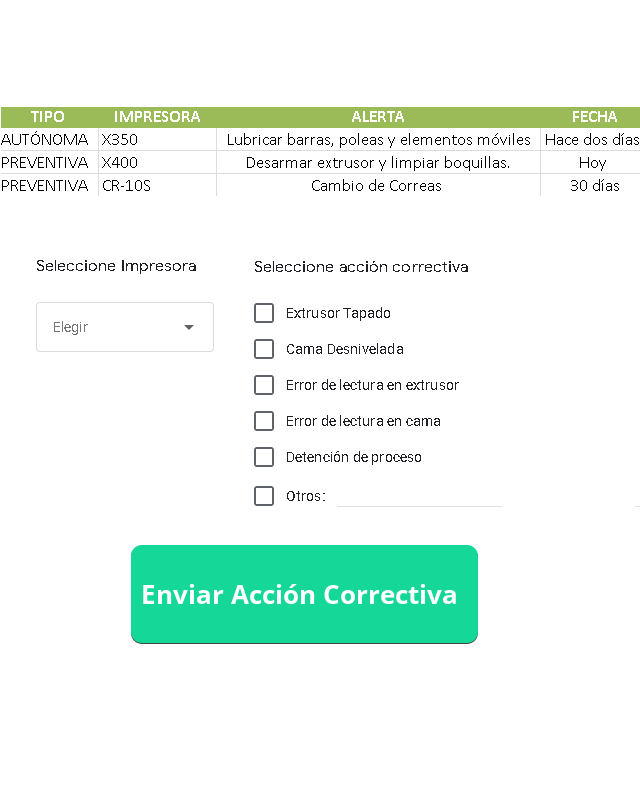 TIPO IMPRESORA ALERTA FECHA
AUTÓNOMA X350 Lubricar barras, poleas y elementos móviles Hace dos días
PREVENTIVA X400 Desarmar extrusor y limpiar boquillas. Hoy
PREVENTIVA CR-10S Cambio de Correas 30 días
Seleccione Impresora
Elegir
Seleccione acción correctiva
Extrusor Tapado
Cama Desnivelada
Error de lectura en extrusor
Error de lectura en cama
Detención de proceso
Otros:
Enviar Acción Correctiva